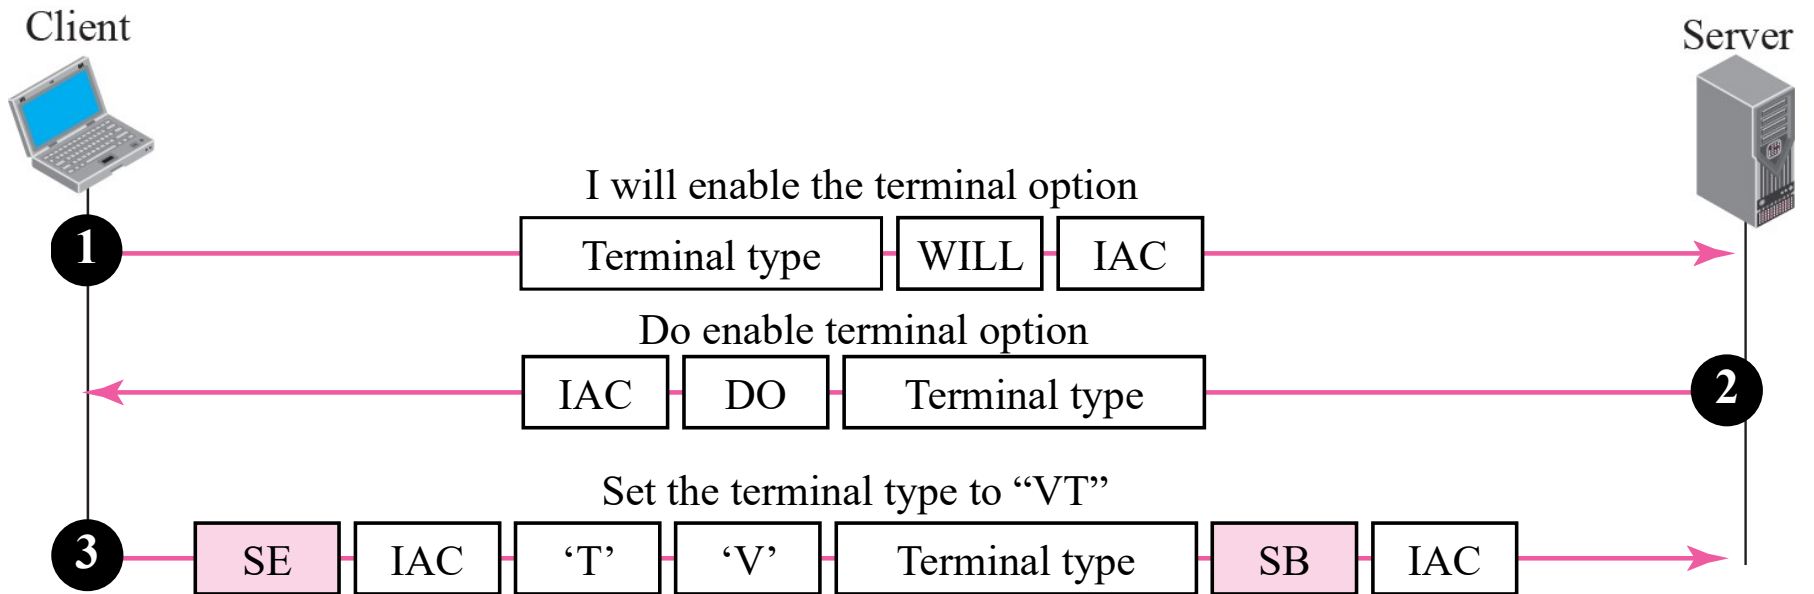 Client
Server
I will enable the terminal option
1 Terminal type WILL IAC
Do enable terminal option
IAC DO Terminal type 2
Set the terminal type to “VT”
3 SE IAC ‘T’ ‘V’ Terminal type SB IAC